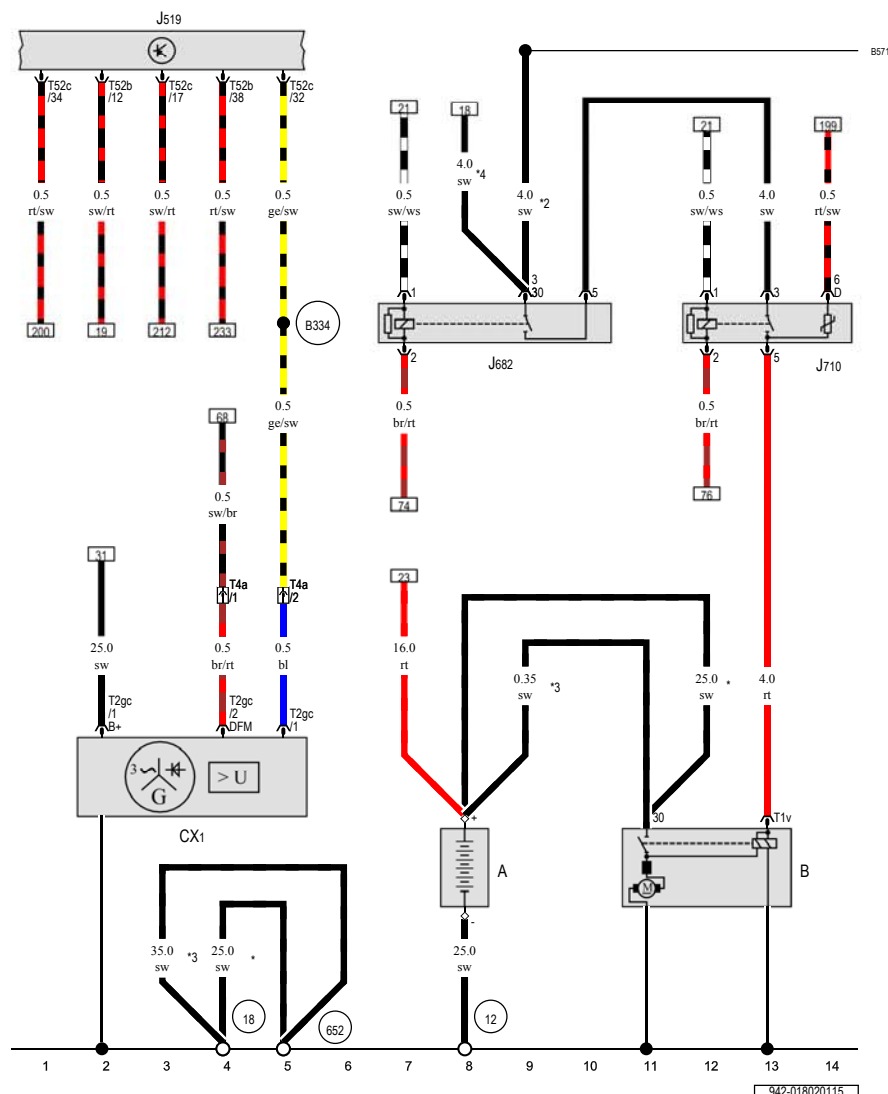 J519
B571
T52c
/34
T52b
/12
T52c
/17
T52b
/38
T52c
/32
21
18
21
199
4.0
sw
*4
0.5
rt/sw
0.5
sw/rt
0.5
sw/rt
0.5
rt/sw
0.5
ge/sw
0.5
sw/ws
4.0
sw
*2
0.5
sw/ws
4.0
sw
0.5
rt/sw
1
3
30
5
1
3
6
D
200
19
212
233
B334
2
J682
2
5
J710
0.5
ge/sw
0.5
br/rt
0.5
br/rt
68
0.5
sw/br
74
76
31
T4a
/1
T4a
/2
23
25.0
sw
0.5
br/rt
0.5
bl
16.0
rt
0.35
sw
*3
25.0
sw
*
4.0
rt
T2gc
/1
B+
T2gc
/2
DFM
T2gc
/1
3
G
> U
CX1
+
30
T1v
A
M
B
-
35.0
sw
*3
25.0
sw
*
25.0
sw
18
652
12
1 2 3 4 5 6 7 8 9 10 11 12 13 14
942-018020115